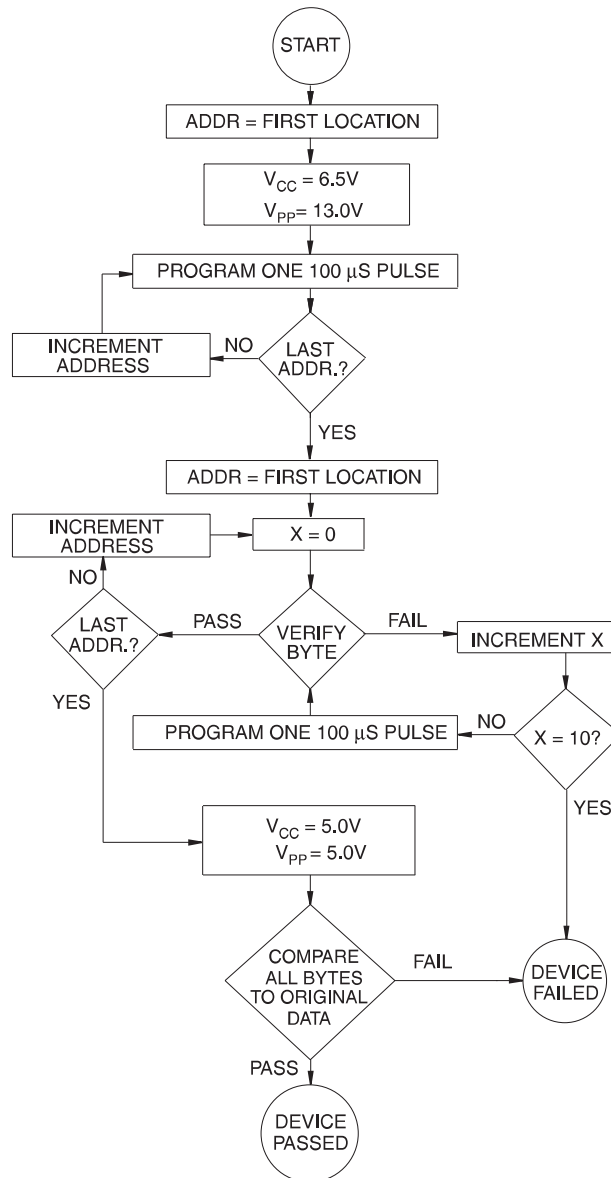 START
ADDR = FIRST LOCATION
VCC = 6.5V
VPP= 13.0V
PROGRAM ONE 100 µS PULSE
INCREMENT
ADDRESS
NO
LAST
ADDR.?
YES
ADDR = FIRST LOCATION
INCREMENT
ADDRESS
X = 0
NO
LAST
ADDR.?
PASS
VERIFY
BYTE
FAIL
INCREMENT X
YES
PROGRAM ONE 100 µS PULSE
NO
X = 10?
YES
VCC = 5.0V
VPP= 5.0V
COMPARE
ALL BYTES
TO ORIGINAL
DATA
FAIL
DEVICE
FAILED
PASS
DEVICE
PASSED